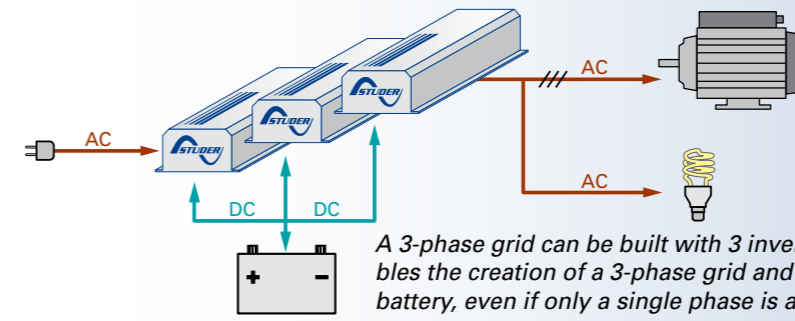 AC
STUDER
STUDER
STUDER
AC
AC
DC
DC
+ −
A 3-phase grid can be built with 3
bles the creation of a 3-phase grid and
battery, even if only a single phase is